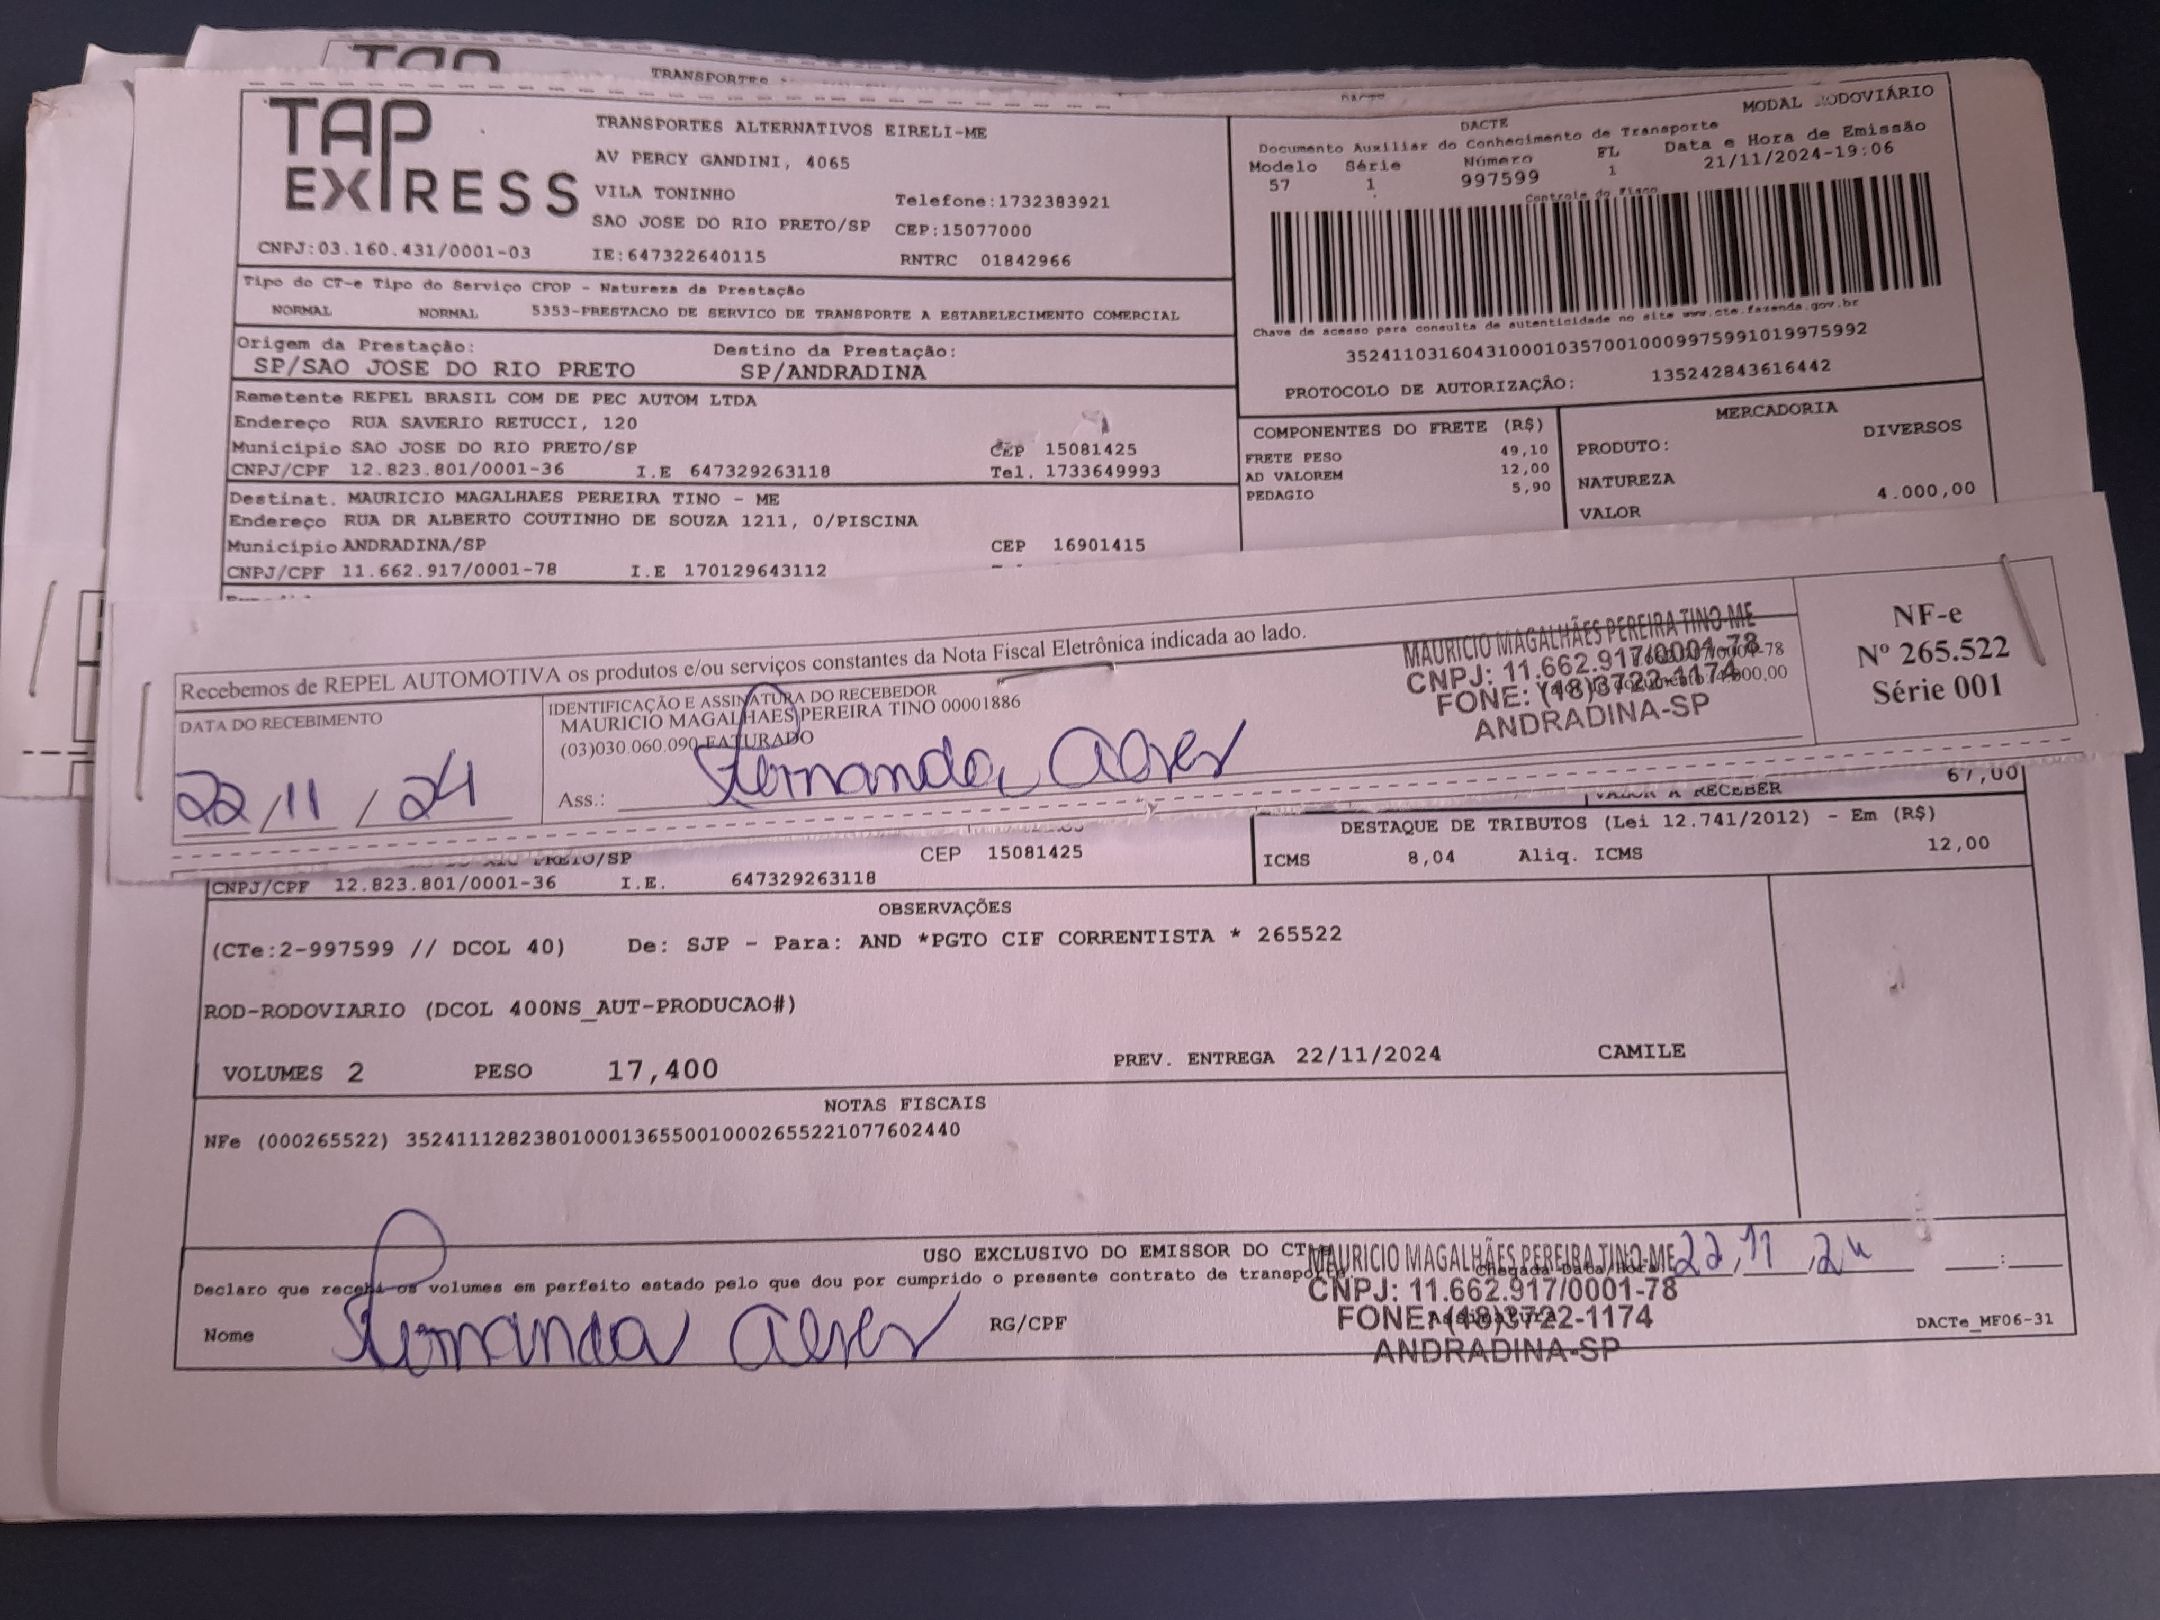 TAP
TRANSPORTES
DACTE
TAP
EXPRESS
TRANSPORTES ALTERNATIVOS EIRELI-ME
AV PERCY GANDINI, 4065
VILA TONINHO
Telefone:1732383921
SAO JOSE DO RIO PRETO/SP CEP:15077000
CNPJ:03.160.431/0001-03 IE:647322640115 RNTRC 01842966
DACTE MODAL RODOVIÁRIO
Documento Auxiliar do Conhecimento de Transporte
Modelo Série Número FL Data e Hora de Emissão
57 1 997599 1 21/11/2024-19:06
Controle do Fisco
Chave de acesso para consulta de autenticidade no site www.cte.fazenda.gov.br
35241103160431000103570010009975991019975992
PROTOCOLO DE AUTORIZAÇÃO: 135242843616442
Tipo do CT-e Tipo do Serviço CFOP - Natureza da Prestação
NORMAL NORMAL 5353-PRESTACAO DE SERVICO DE TRANSPORTE A ESTABELECIMENTO COMERCIAL
Origem da Prestação: Destino da Prestação:
SP/SAO JOSE DO RIO PRETO SP/ANDRADINA
Remetente REPEL BRASIL COM DE PEC AUTOM LTDA
Endereço RUA SAVERIO RETUCCI, 120
Municipio SAO JOSE DO RIO PRETO/SP CEP 15081425
CNPJ/CPF 12.823.801/0001-36 I.E 647329263118 Tel. 1733649993
Destinat. MAURICIO MAGALHAES PEREIRA TINO - ME
Endereço RUA DR ALBERTO COUTINHO DE SOUZA 1211, 0/PISCINA
Municipio ANDRADINA/SP CEP 16901415
CNPJ/CPF 11.662.917/0001-78 I.E 170129643112
COMPONENTES DO FRETE (R$)
FRETE PESO 49,10
AD VALOREM 12,00
PEDAGIO 5,90
MERCADORIA
PRODUTO: DIVERSOS
NATUREZA
VALOR 4.000,00
Recebemos de REPEL AUTOMOTIVA os produtos e/ou serviços constantes da Nota Fiscal Eletrônica indicada ao lado.
DATA DO RECEBIMENTO
22/11/24
IDENTIFICAÇÃO E ASSINATURA DO RECEBEDOR
MAURICIO MAGALHAES PEREIRA TINO 00001886
(03)030.060.090 FATURADO
Ass.: Fernanda Alves
MAURICIO MAGALHÃES PEREIRA TINO-ME
CNPJ: 11.662.917/0001-78
FONE: (18)3722-1174
ANDRADINA-SP
NF-e
Nº 265.522
Série 001
VALOR A RECEBER 67,00
DESTAQUE DE TRIBUTOS (Lei 12.741/2012) - Em (R$)
ICMS 8,04 Aliq. ICMS 12,00
PRETO/SP CEP 15081425
CNPJ/CPF 12.823.801/0001-36 I.E. 647329263118
OBSERVAÇÕES
(CTe:2-997599 // DCOL 40) De: SJP - Para: AND *PGTO CIF CORRENTISTA * 265522
ROD-RODOVIARIO (DCOL 400NS_AUT-PRODUCAO#)
VOLUMES 2 PESO 17,400 PREV. ENTREGA 22/11/2024 CAMILE
NOTAS FISCAIS
NFe (000265522) 35241112823801000136550010002655221077602440
USO EXCLUSIVO DO EMISSOR DO CT
Declaro que recebi os volumes em perfeito estado pelo que dou por cumprido o presente contrato de transporte.
Chegada Data/Hora 22/11/24 :
Nome Fernanda Alves RG/CPF Assinatura
MAURICIO MAGALHÃES PEREIRA TINO-ME
CNPJ: 11.662.917/0001-78
FONE: (18)3722-1174
ANDRADINA-SP
DACTe_MF06-31